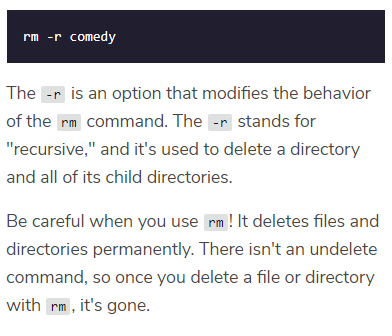 rm -r comedy
The -r is an option that modifies the behavior
of the rm command. The -r stands for
"recursive," and it's used to delete a directory
and all of its child directories.
Be careful when you use rm! It deletes files and
directories permanently. There isn't an undelete
command, so once you delete a file or directory
with rm, it's gone.